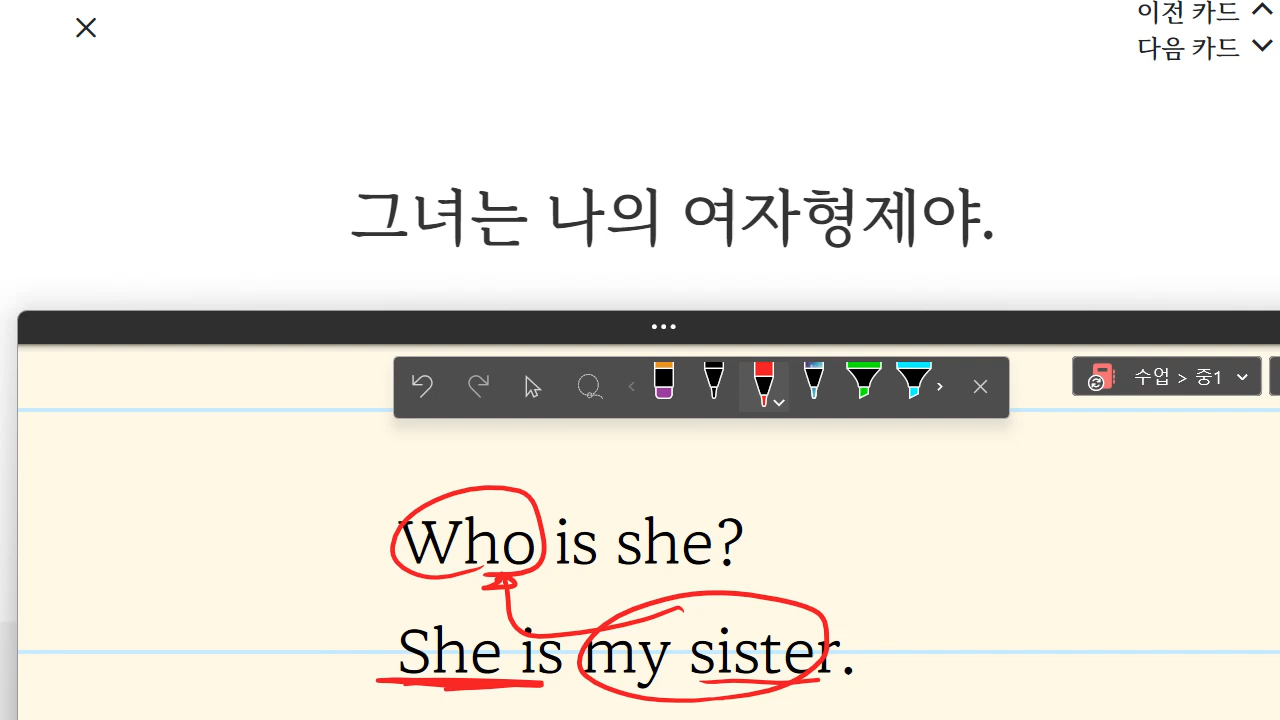 이전 카드
다음 카드
그녀는 나의 여자형제야.
수업 > 중1
Who is she?
She is my sister.